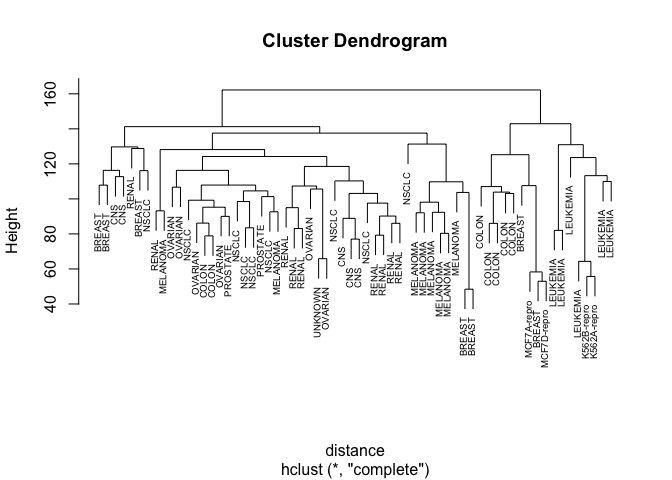 Cluster Dendrogram
Height
160
120
80
60
40
BREAST
BREAST
CNS
CNS
RENAL
BREAST
NSCLC
RENAL
MELANOMA
OVARIAN
OVARIAN
NSCLC
OVARIAN
COLON
COLON
OVARIAN
PROSTATE
NSCLC
NSCLC
NSCLC
PROSTATE
NSCLC
MELANOMA
RENAL
RENAL
RENAL
OVARIAN
UNKNOWN
OVARIAN
NSCLC
CNS
CNS
CNS
NSCLC
RENAL
RENAL
RENAL
RENAL
NSCLC
MELANOMA
MELANOMA
MELANOMA
MELANOMA
MELANOMA
MELANOMA
BREAST
BREAST
COLON
COLON
COLON
COLON
COLON
BREAST
MCF7A-repro
BREAST
MCF7D-repro
LEUKEMIA
LEUKEMIA
LEUKEMIA
LEUKEMIA
K562B-repro
K562A-repro
LEUKEMIA
LEUKEMIA
distance
hclust (*, "complete")